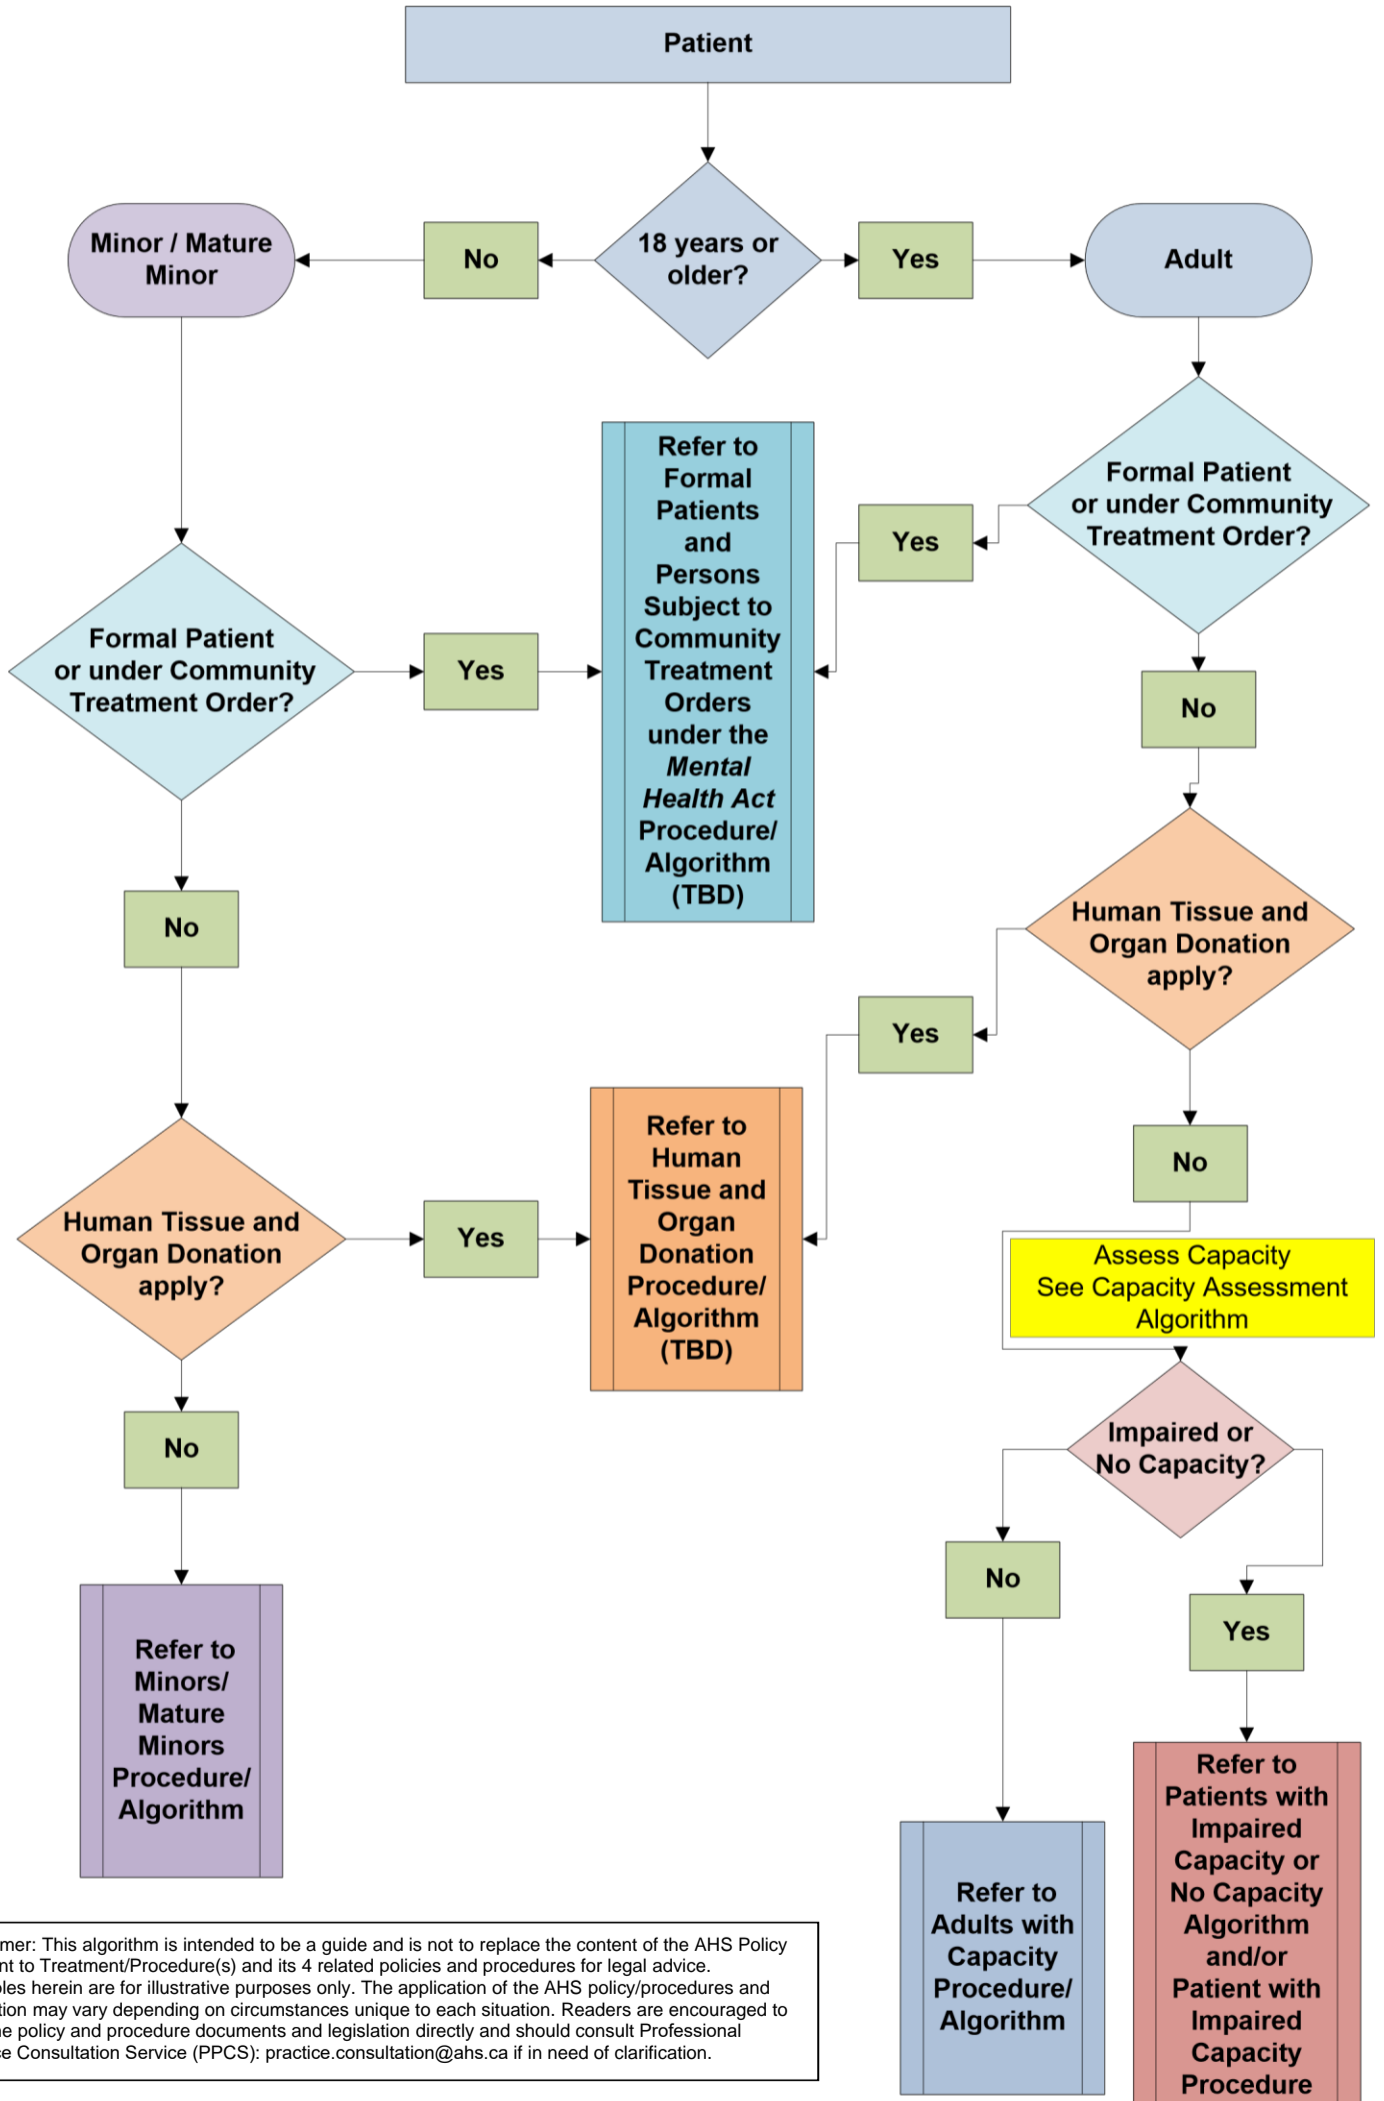 Patient
18 years or
older?
No
Yes
Minor / Mature
Minor
Adult
Formal Patient
or under Community
Treatment Order?
Yes
No
Refer to
Formal
Patients
and
Persons
Subject to
Community
Treatment
Orders
under the
Mental
Health Act
Procedure/
Algorithm
(TBD)
Formal Patient
or under Community
Treatment Order?
Yes
No
Human Tissue and
Organ Donation
apply?
Yes
No
Refer to
Human
Tissue and
Organ
Donation
Procedure/
Algorithm
(TBD)
Human Tissue and
Organ Donation
apply?
Yes
No
Assess Capacity
See Capacity Assessment
Algorithm
Impaired or
No Capacity?
No
Yes
Refer to
Minors/
Mature
Minors
Procedure/
Algorithm
Refer to
Adults with
Capacity
Procedure/
Algorithm
Refer to
Patients with
Impaired
Capacity or
No Capacity
Algorithm
and/or
Patient with
Impaired
Capacity
Procedure
mer: This algorithm is intended to be a guide and is not to replace the content of the AHS Policy
nt to Treatment/Procedure(s) and its 4 related policies and procedures for legal advice.
les herein are for illustrative purposes only. The application of the AHS policy/procedures and
tion may vary depending on circumstances unique to each situation. Readers are encouraged to
e policy and procedure documents and legislation directly and should consult Professional
e Consultation Service (PPCS): practice.consultation@ahs.ca if in need of clarification.